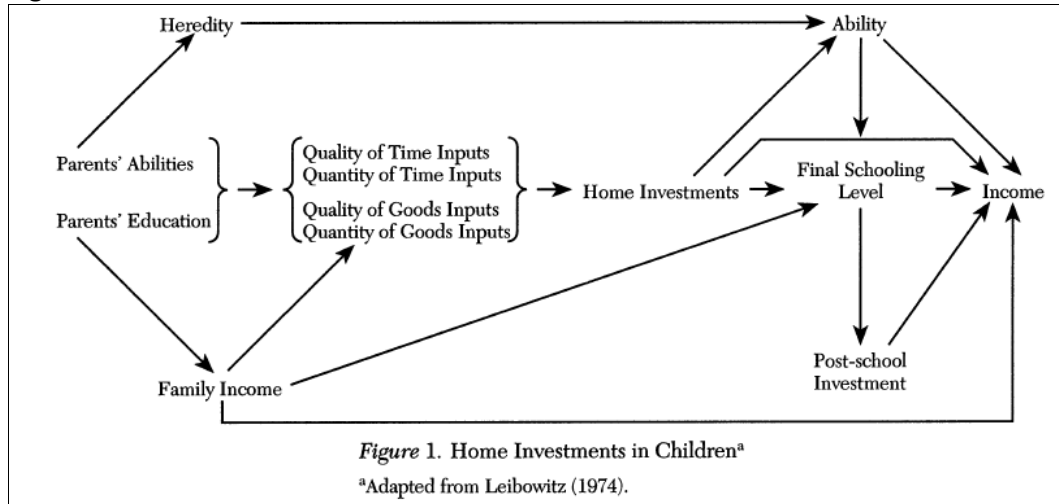 Heredity
Ability
Parents' Abilities
Parents' Education
Quality of Time Inputs
Quantity of Time Inputs
Quality of Goods Inputs
Quantity of Goods Inputs
Home Investments
Final Schooling
Level
Income
Family Income
Post-school
Investment
Figure 1. Home Investments in Children^a
^aAdapted from Leibowitz (1974).